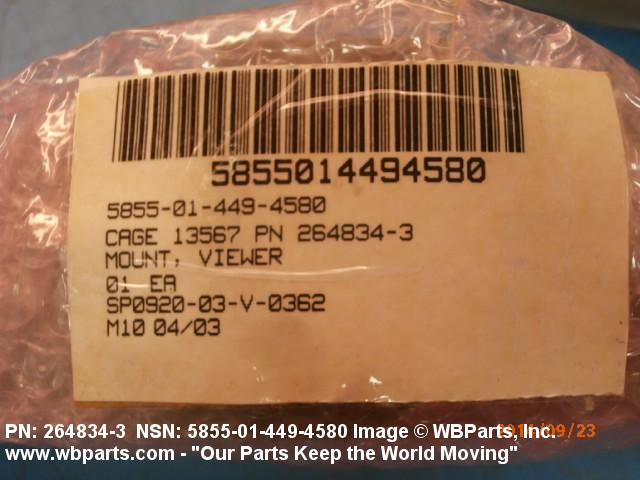 5855014494580
5855-01-449-4580
CAGE 13567 PN 264834-3
MOUNT, VIEWER
01 EA
SP0920-03-V-0362
M10 04/03
PN: 264834-3 NSN: 5855-01-449-4580 Image © WBParts, Inc.
www.wbparts.com - "Our Parts Keep the World Moving"